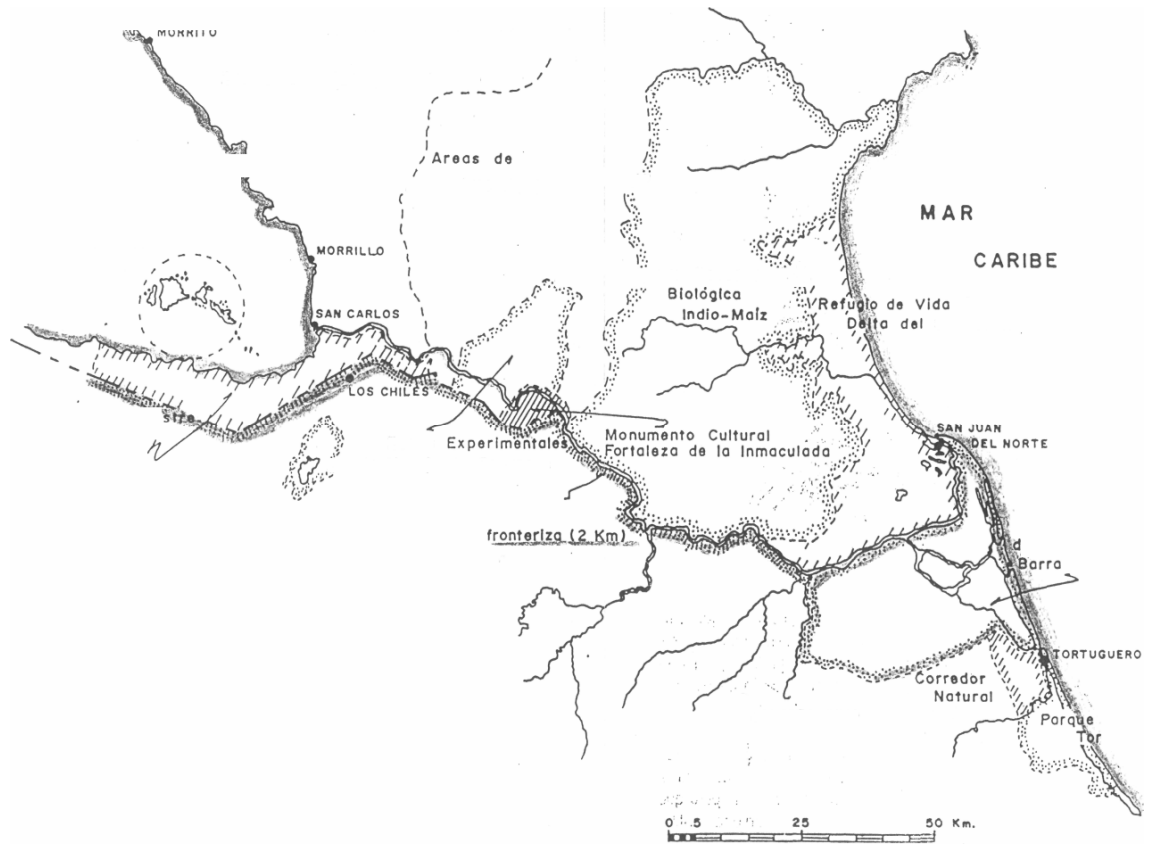 MORRITO
Areas de
MAR
CARIBE
MORRILLO
Biológica
Indio-Maíz
Refugio de Vida
Delta del
SAN CARLOS
LOS CHILES
Experimentales
Monumento Cultural
Fortaleza de la Inmaculada
SAN JUAN
DEL NORTE
fronteriza (2 Km)
Barra
TORTUGUERO
Corredor
Natural
Parque
Tor
0 5 25 50 Km.